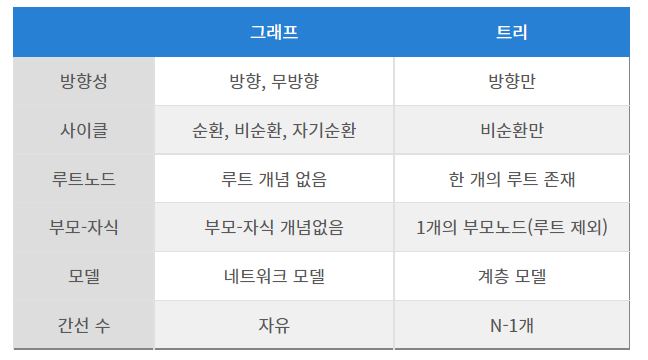 그래프 트리
방향성 방향, 무방향 방향만
사이클 순환, 비순환, 자기순환 비순환만
루트노드 루트 개념 없음 한 개의 루트 존재
부모-자식 부모-자식 개념없음 1개의 부모노드(루트 제외)
모델 네트워크 모델 계층 모델
간선 수 자유 N-1개